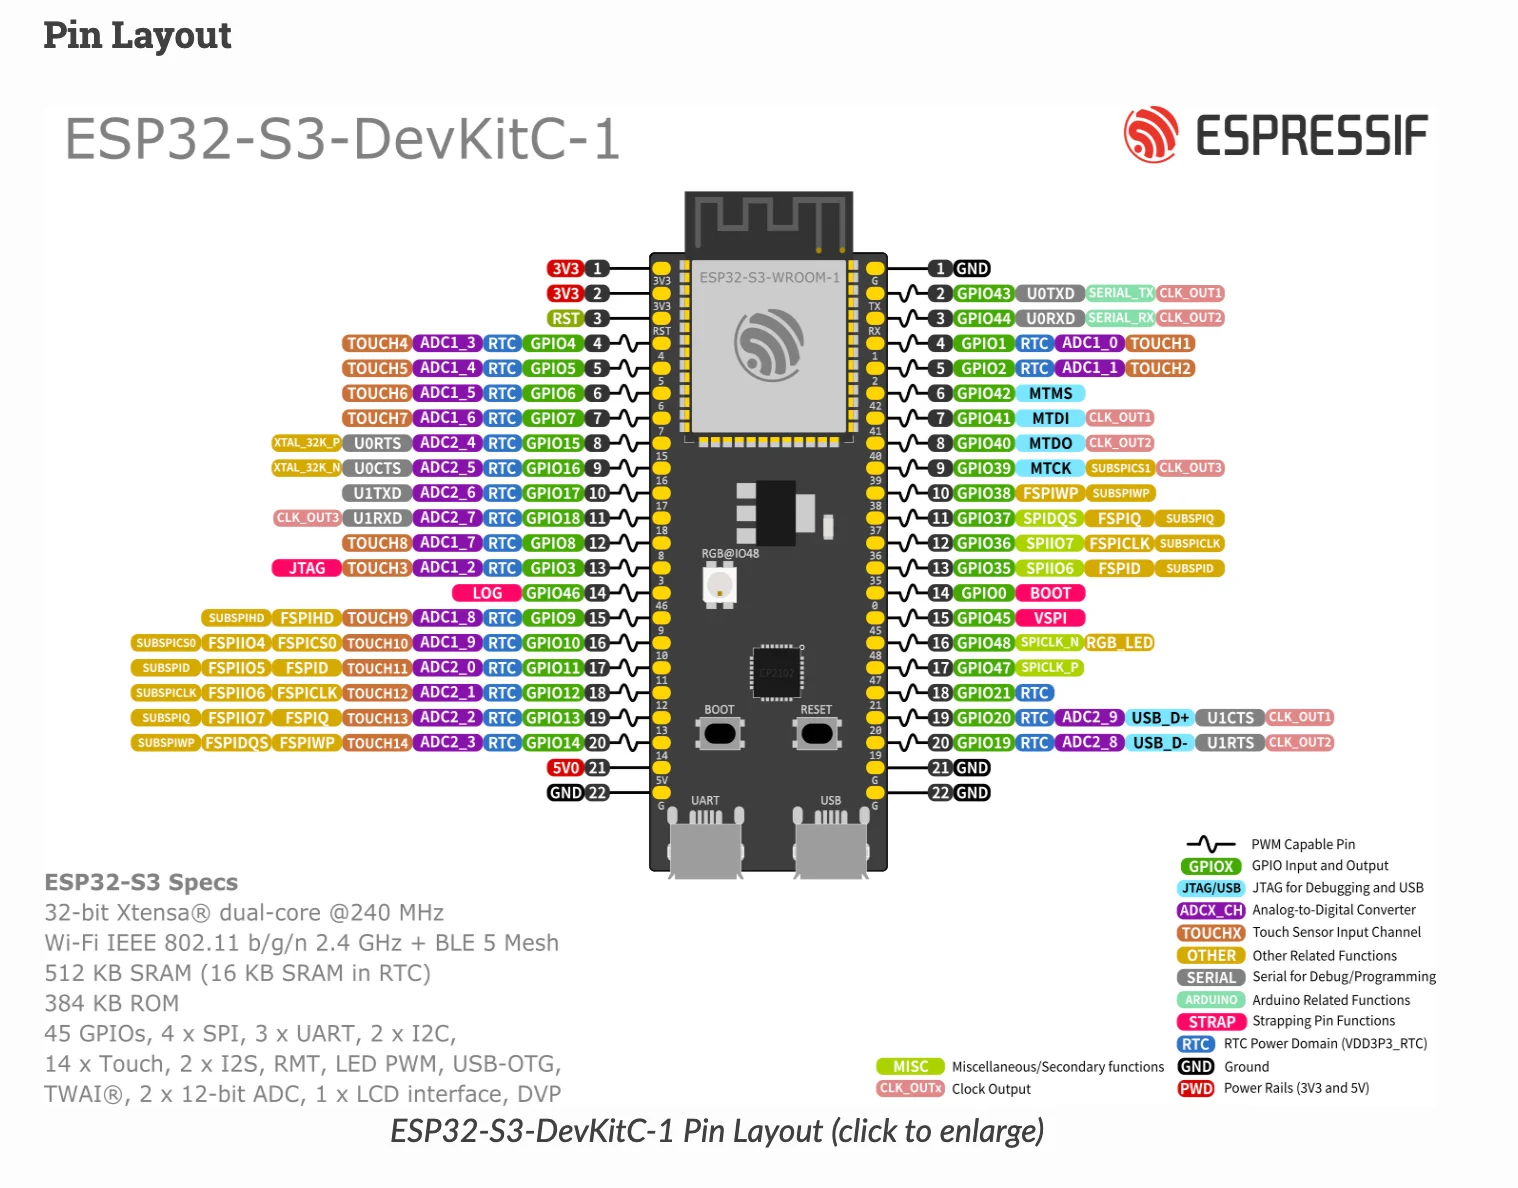 Pin Layout
ESP32-S3-DevKitC-1
ESPRESSIF
ESP32-S3-WROOM-1
3V3 1 3V3 G 1 GND
3V3 2 3V3 TX 2 GPIO43 U0TXD SERIAL_TX CLK_OUT1
RST 3 RST RX 3 GPIO44 U0RXD SERIAL_RX CLK_OUT2
TOUCH4 ADC1_3 RTC GPIO4 4 4 1 4 GPIO1 RTC ADC1_0 TOUCH1
TOUCH5 ADC1_4 RTC GPIO5 5 5 2 5 GPIO2 RTC ADC1_1 TOUCH2
TOUCH6 ADC1_5 RTC GPIO6 6 6 42 6 GPIO42 MTMS
TOUCH7 ADC1_6 RTC GPIO7 7 7 41 7 GPIO41 MTDI CLK_OUT1
XTAL_32K_P U0RTS ADC2_4 RTC GPIO15 8 15 40 8 GPIO40 MTDO CLK_OUT2
XTAL_32K_N U0CTS ADC2_5 RTC GPIO16 9 16 39 9 GPIO39 MTCK SUBSPICS1 CLK_OUT3
U1TXD ADC2_6 RTC GPIO17 10 17 38 10 GPIO38 FSPIWP SUBSPIWP
CLK_OUT3 U1RXD ADC2_7 RTC GPIO18 11 18 37 11 GPIO37 SPIDQS FSPIQ SUBSPIQ
TOUCH8 ADC1_7 RTC GPIO8 12 8 36 12 GPIO36 SPIIO7 FSPICLK SUBSPICLK
RGB@IO48
JTAG TOUCH3 ADC1_2 RTC GPIO3 13 3 35 13 GPIO35 SPIIO6 FSPID SUBSPID
LOG GPIO46 14 46 0 14 GPIO0 BOOT
SUBSPIHD FSPIHD TOUCH9 ADC1_8 RTC GPIO9 15 9 45 15 GPIO45 VSPI
SUBSPICS0 FSPIIO4 FSPICS0 TOUCH10 ADC1_9 RTC GPIO10 16 10 48 16 GPIO48 SPICLK_N RGB_LED
SUBSPID FSPIIO5 FSPID TOUCH11 ADC2_0 RTC GPIO11 17 11 CP2102 47 17 GPIO47 SPICLK_P
SUBSPICLK FSPIIO6 FSPICLK TOUCH12 ADC2_1 RTC GPIO12 18 12 21 18 GPIO21 RTC
BOOT RESET
SUBSPIQ FSPIIO7 FSPIQ TOUCH13 ADC2_2 RTC GPIO13 19 13 20 19 GPIO20 RTC ADC2_9 USB_D+ U1CTS CLK_OUT1
SUBSPIWP FSPIDQS FSPIWP TOUCH14 ADC2_3 RTC GPIO14 20 14 19 20 GPIO19 RTC ADC2_8 USB_D- U1RTS CLK_OUT2
5V0 21 5V G 21 GND
GND 22 G G 22 GND
UART USB
ESP32-S3 Specs
32-bit Xtensa® dual-core @240 MHz
Wi-Fi IEEE 802.11 b/g/n 2.4 GHz + BLE 5 Mesh
512 KB SRAM (16 KB SRAM in RTC)
384 KB ROM
45 GPIOs, 4 x SPI, 3 x UART, 2 x I2C,
14 x Touch, 2 x I2S, RMT, LED PWM, USB-OTG,
TWAI®, 2 x 12-bit ADC, 1 x LCD interface, DVP
PWM Capable Pin
GPIOX GPIO Input and Output
JTAG/USB JTAG for Debugging and USB
ADCX_CH Analog-to-Digital Converter
TOUCHX Touch Sensor Input Channel
OTHER Other Related Functions
SERIAL Serial for Debug/Programming
ARDUINO Arduino Related Functions
STRAP Strapping Pin Functions
RTC RTC Power Domain (VDD3P3_RTC)
MISC Miscellaneous/Secondary functions GND Ground
CLK_OUTx Clock Output PWD Power Rails (3V3 and 5V)
ESP32-S3-DevKitC-1 Pin Layout (click to enlarge)